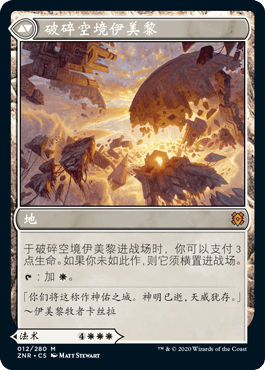 破碎空境伊美黎
地
于破碎空境伊美黎进战场时，你可以支付3
点生命。如果你未如此作，则它须横置进战场。
：加。
「你们将这称作神佑之城。神明已逝，天威犹存。」
～伊美黎牧者卡丝拉
法术 4
012/280 M
ZNR • CS MATT STEWART
™ & © 2020 Wizards of the Coast